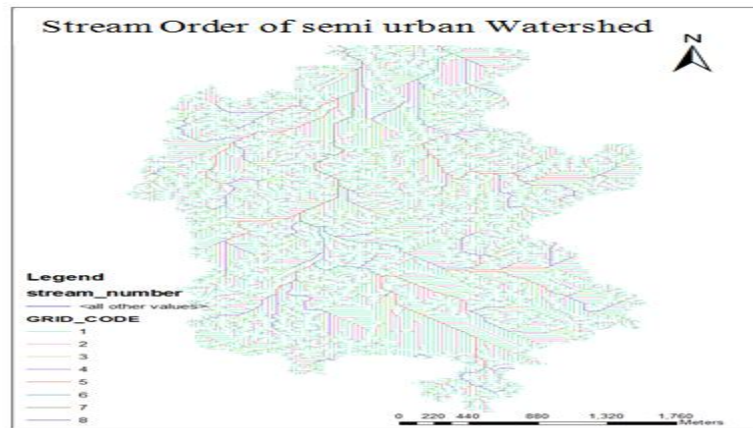 Stream Order of semi urban Watershed
N
Legend
stream_number
<all other values>
GRID_CODE
1
2
3
4
5
6
7
8
0 220 440 880 1,320 1,760
Meters